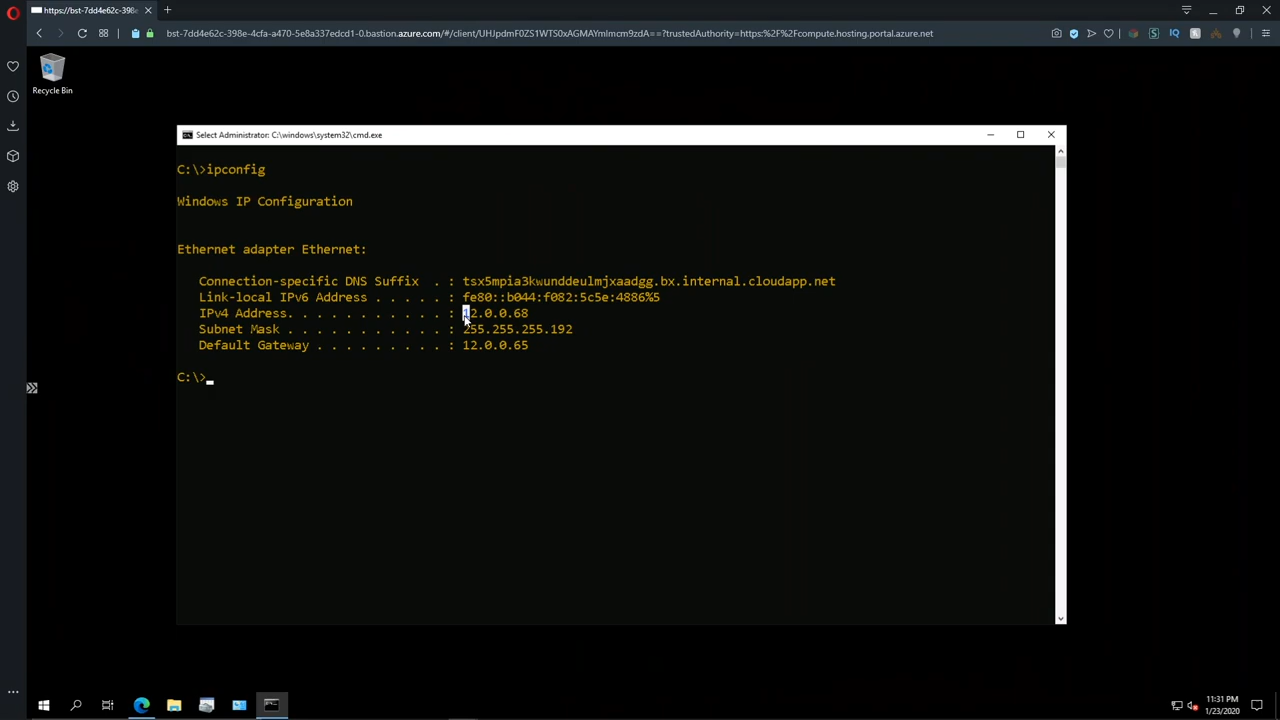 https://bst-7dd4e62c-398e
bst-7dd4e62c-398e-4cfa-a470-5e8a337edcd1-0.bastion.azure.com/#/client/UHJpdmF0ZS1WTS0xAGMAYmlmcm9zdA==?trustedAuthority=https:%2F%2Fcompute.hosting.portal.azure.net
Recycle Bin
Select Administrator: C:\windows\system32\cmd.exe
C:\>ipconfig
Windows IP Configuration
Ethernet adapter Ethernet:
Connection-specific DNS Suffix . : tsx5mpia3kwunddeulmjxaadgg.bx.internal.cloudapp.net
Link-local IPv6 Address . . . . . : fe80::b044:f082:5c5e:4886%5
IPv4 Address. . . . . . . . . . . : 12.0.0.68
Subnet Mask . . . . . . . . . . . : 255.255.255.192
Default Gateway . . . . . . . . . : 12.0.0.65
C:\>
11:31 PM
1/23/2020